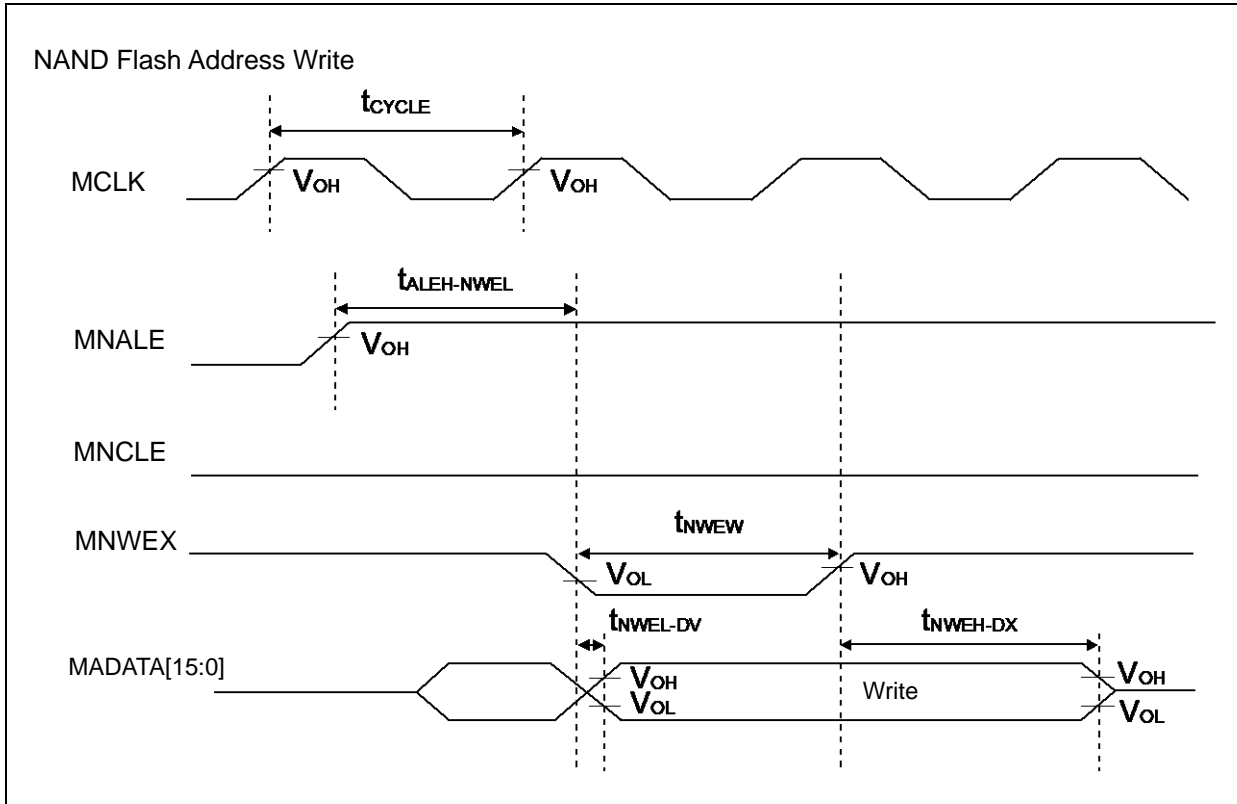 NAND Flash Address Write
tCYCLE
MCLK
VOH
VOH
tALEH-NWEL
MNALE
VOH
MNCLE
tNWEW
MNWEX
VOL
VOH
tNWEL-DV
tNWEH-DX
MADATA[15:0]
VOH
Write
VOH
VOL
VOL